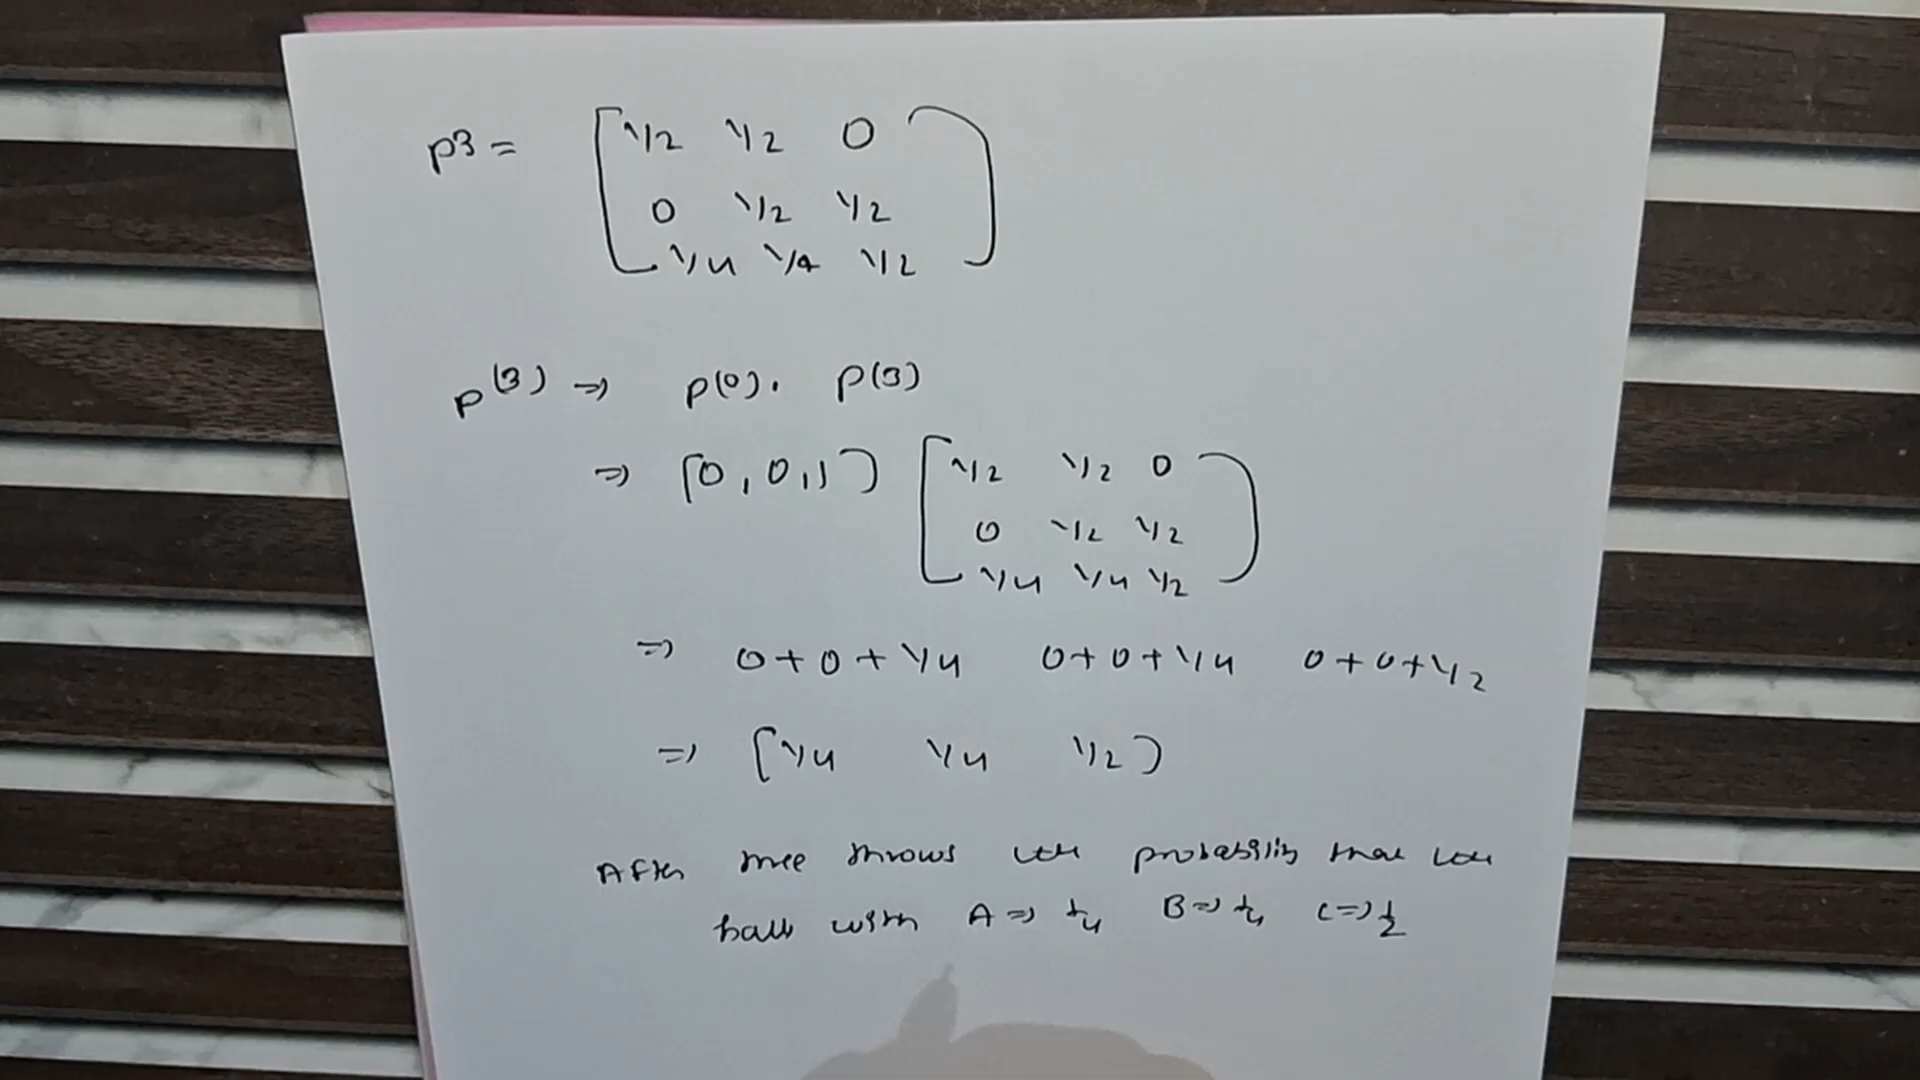 p3 = [ 1/2 1/2 0
0 1/2 1/2
1/4 1/4 1/2 ]
p(3) => p(0). p(3)
=> [0, 0, 1] [ 1/2 1/2 0
0 1/2 1/2
1/4 1/4 1/2 ]
=> 0+0+1/4 0+0+1/4 0+0+1/2
=> [1/4 1/4 1/2]
After three throws the probability that the
ball with A => 1/4 B => 1/4 C => 1/2